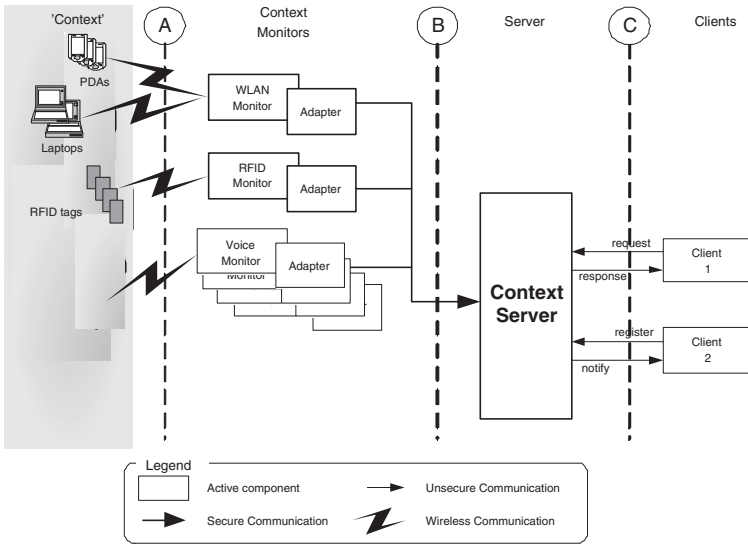 'Context'
A
Context
Monitors
B
Server
C
Clients
PDAs
Laptops
RFID tags
WLAN
Monitor
Adapter
RFID
Monitor
Adapter
Voice
Monitor
Adapter
Monitor
Context
Server
request
response
Client
1
register
notify
Client
2
Legend
Active component
Unsecure Communication
Secure Communication
Wireless Communication